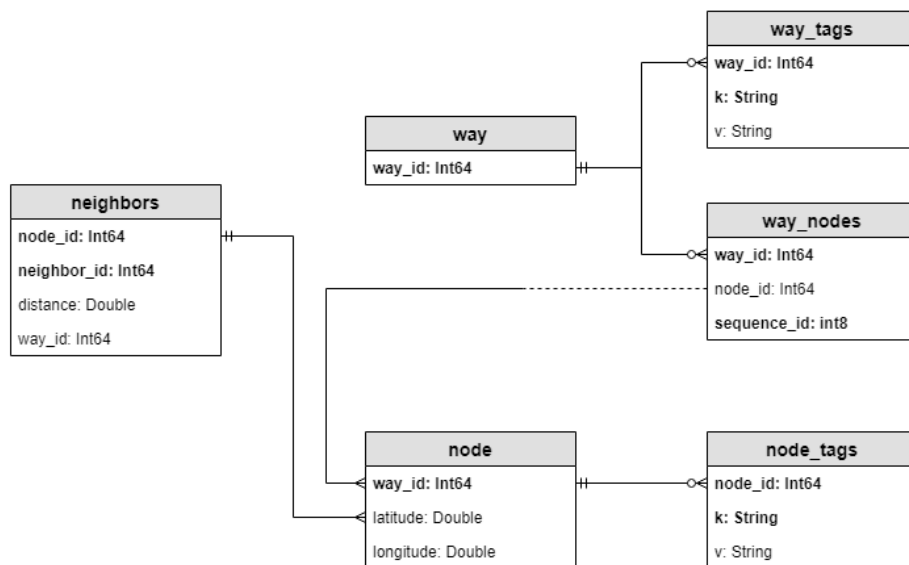 way_tags
way_id: Int64
k: String
v: String
way
way_id: Int64
neighbors
node_id: Int64
neighbor_id: Int64
distance: Double
way_id: Int64
way_nodes
way_id: Int64
node_id: Int64
sequence_id: int8
node
way_id: Int64
latitude: Double
longitude: Double
node_tags
node_id: Int64
k: String
v: String